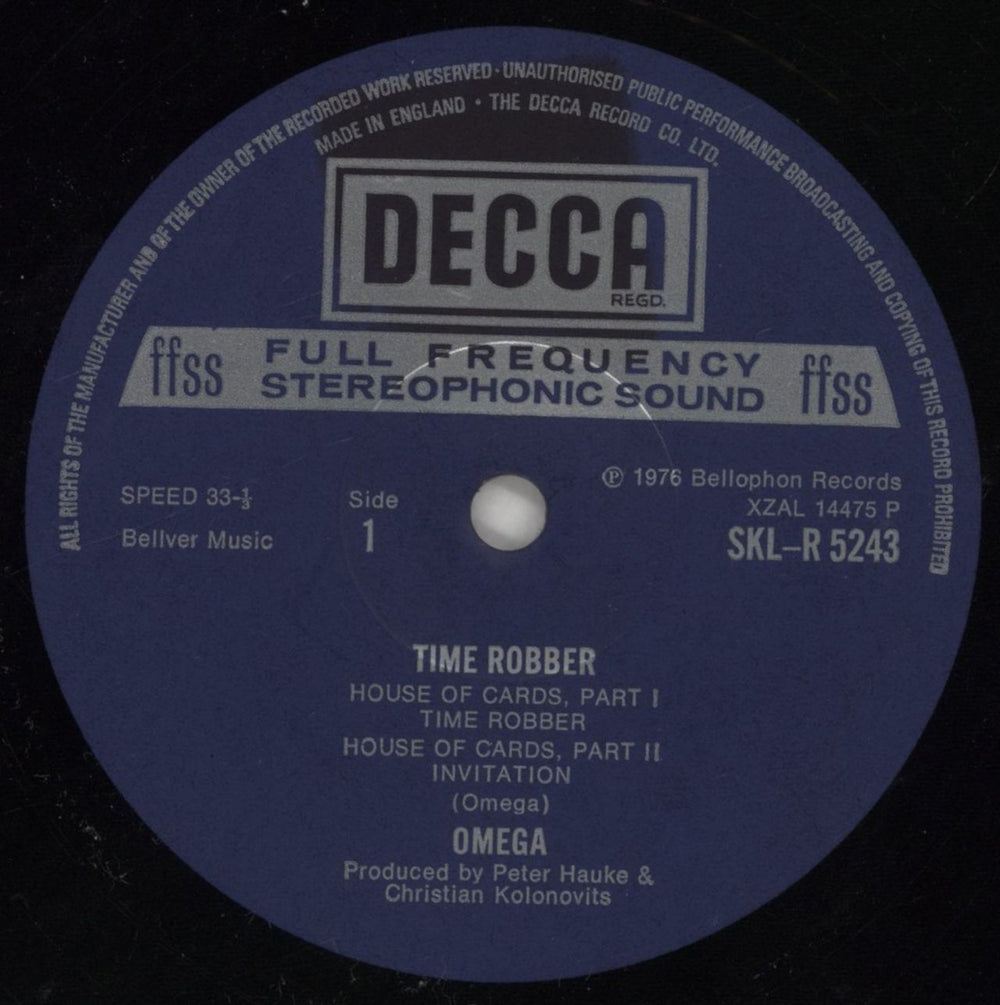 ALL RIGHTS OF THE MANUFACTURER AND OF THE OWNER OF THE RECORDED WORK RESERVED · UNAUTHORISED PUBLIC PERFORMANCE BROADCASTING AND COPYING OF THIS RECORD PROHIBITED
MADE IN ENGLAND · THE DECCA RECORD CO. LTD.
DECCA
REGD.
ffss FULL FREQUENCY ffss
STEREOPHONIC SOUND
SPEED 33-⅓
Bellver Music
Side
1
℗ 1976 Bellophon Records
XZAL 14475 P
SKL–R 5243
TIME ROBBER
HOUSE OF CARDS, PART I
TIME ROBBER
HOUSE OF CARDS, PART II
INVITATION
(Omega)
OMEGA
Produced by Peter Hauke &
Christian Kolonovits